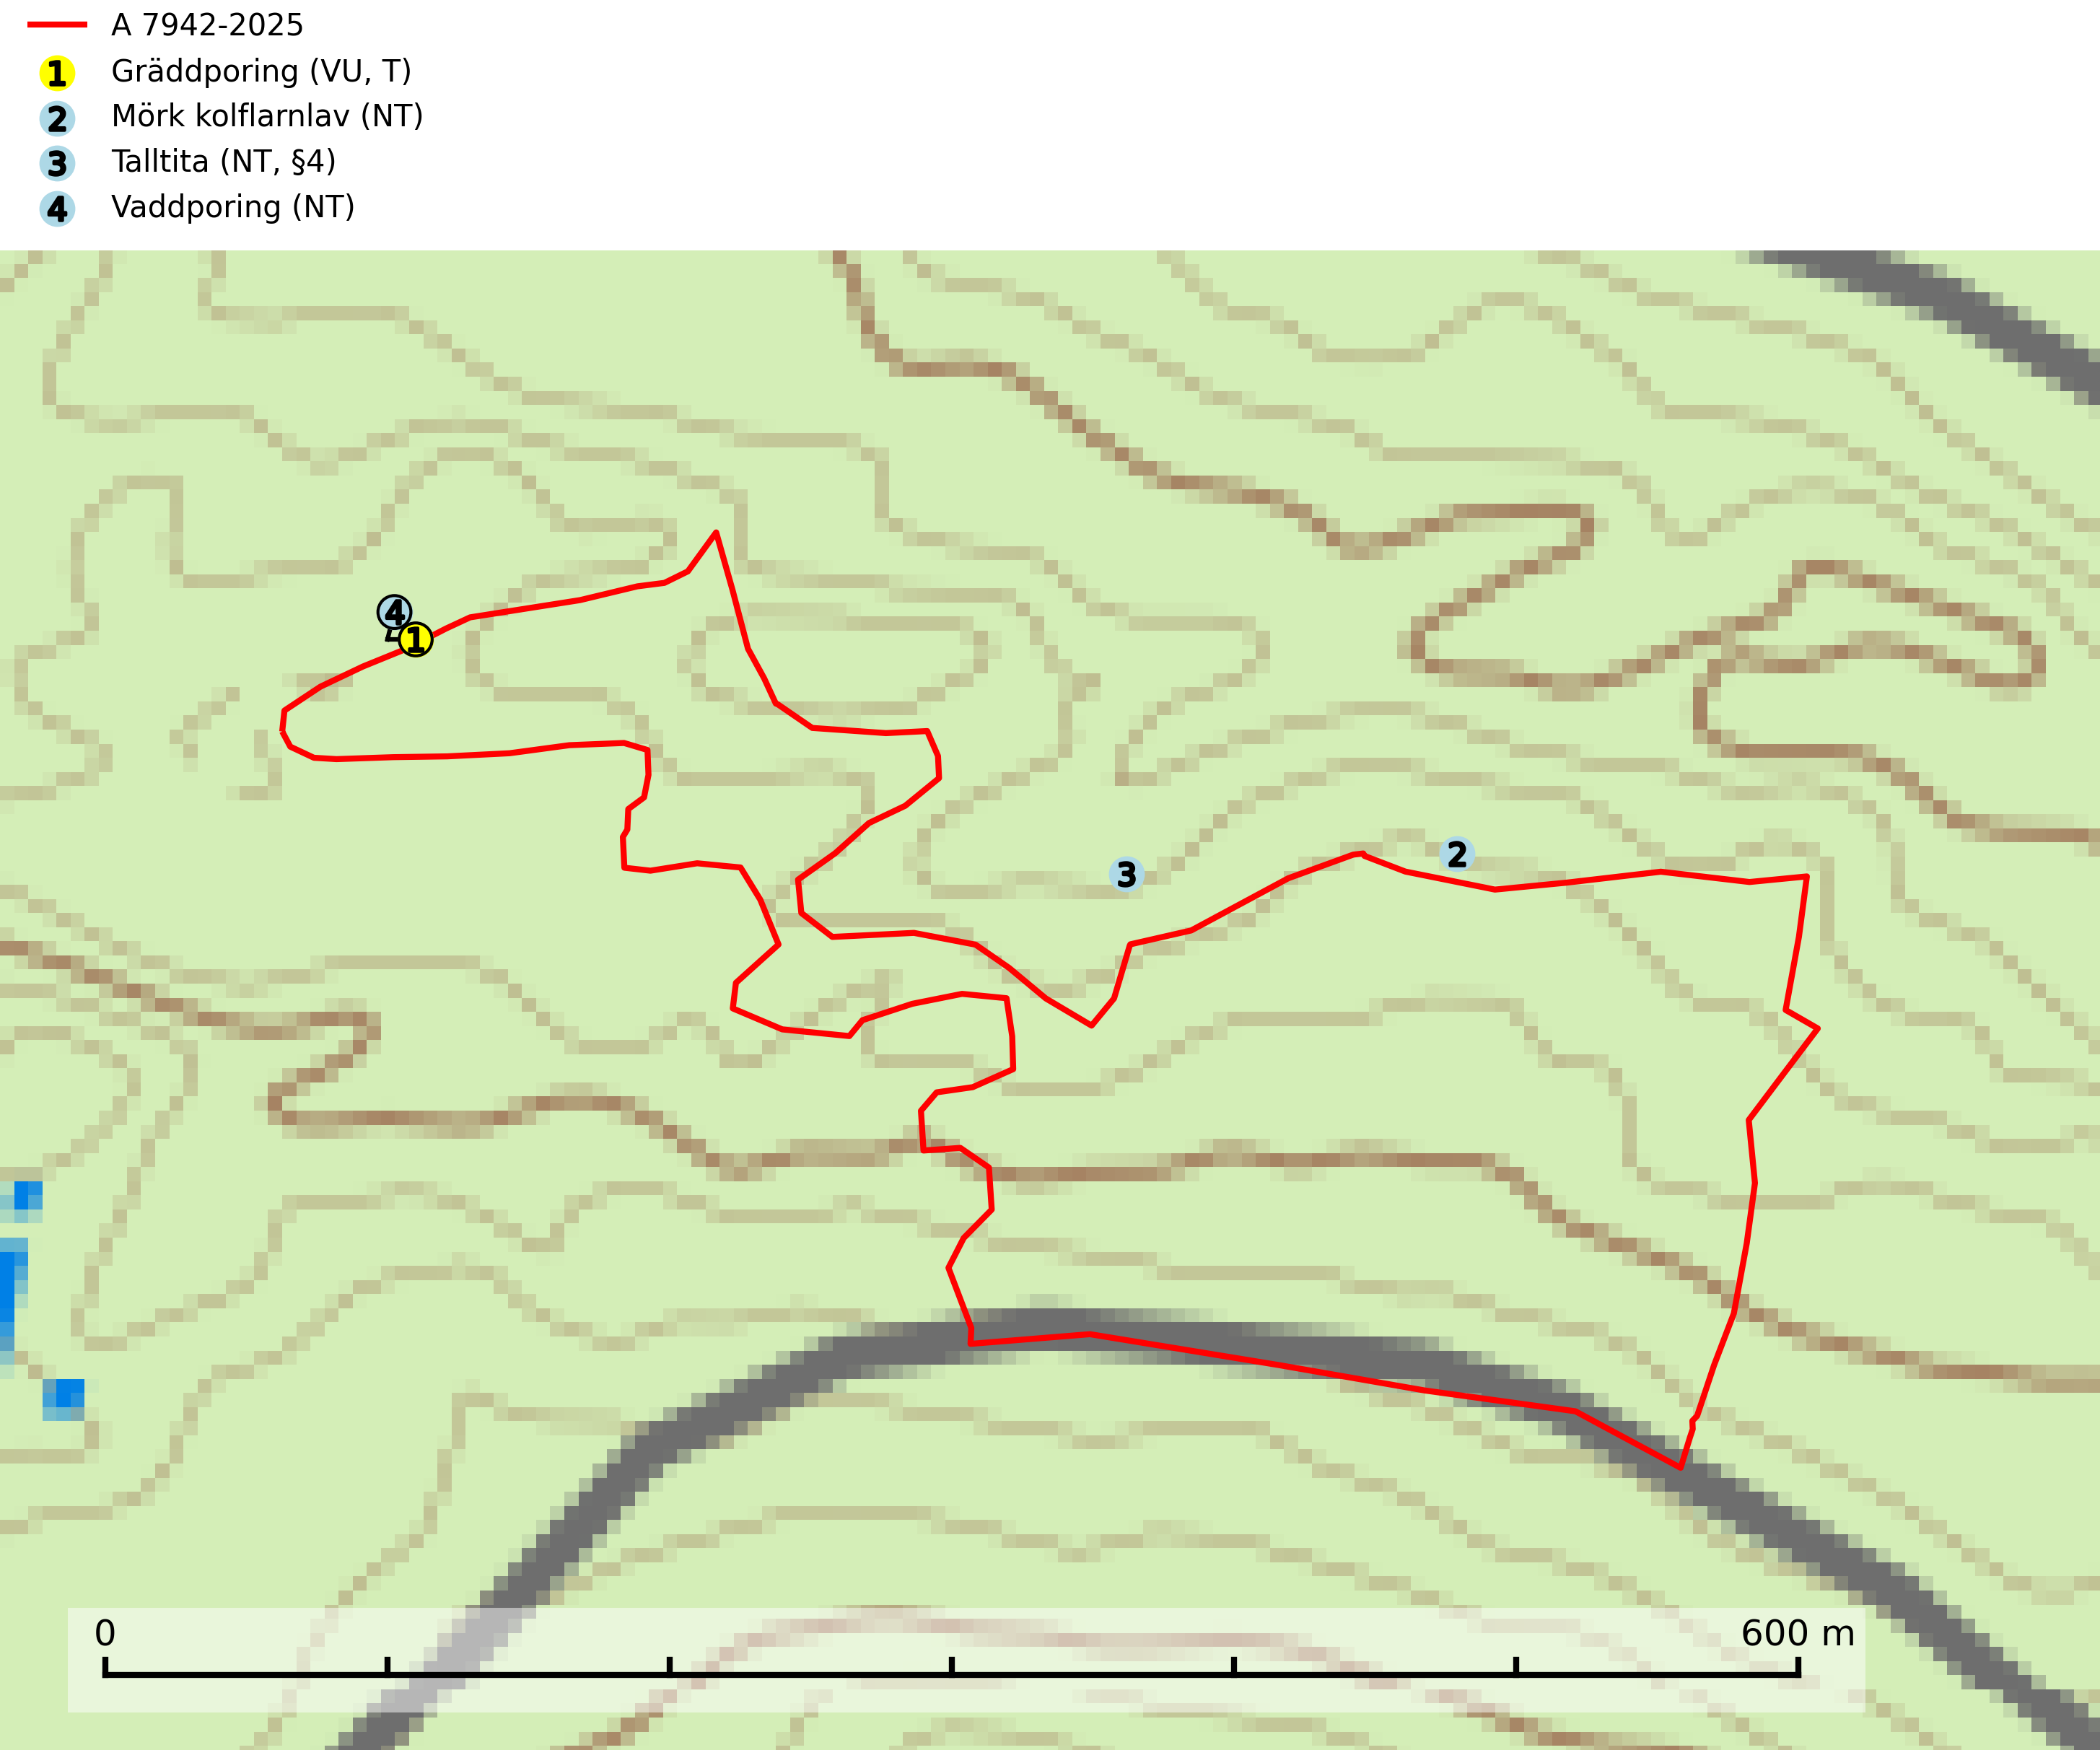 A 7942-2025
1 Gräddporing (VU, T)
2 Mörk kolflarnlav (NT)
3 Talltita (NT, §4)
4 Vaddporing (NT)
4
1
2
3
0 600 m